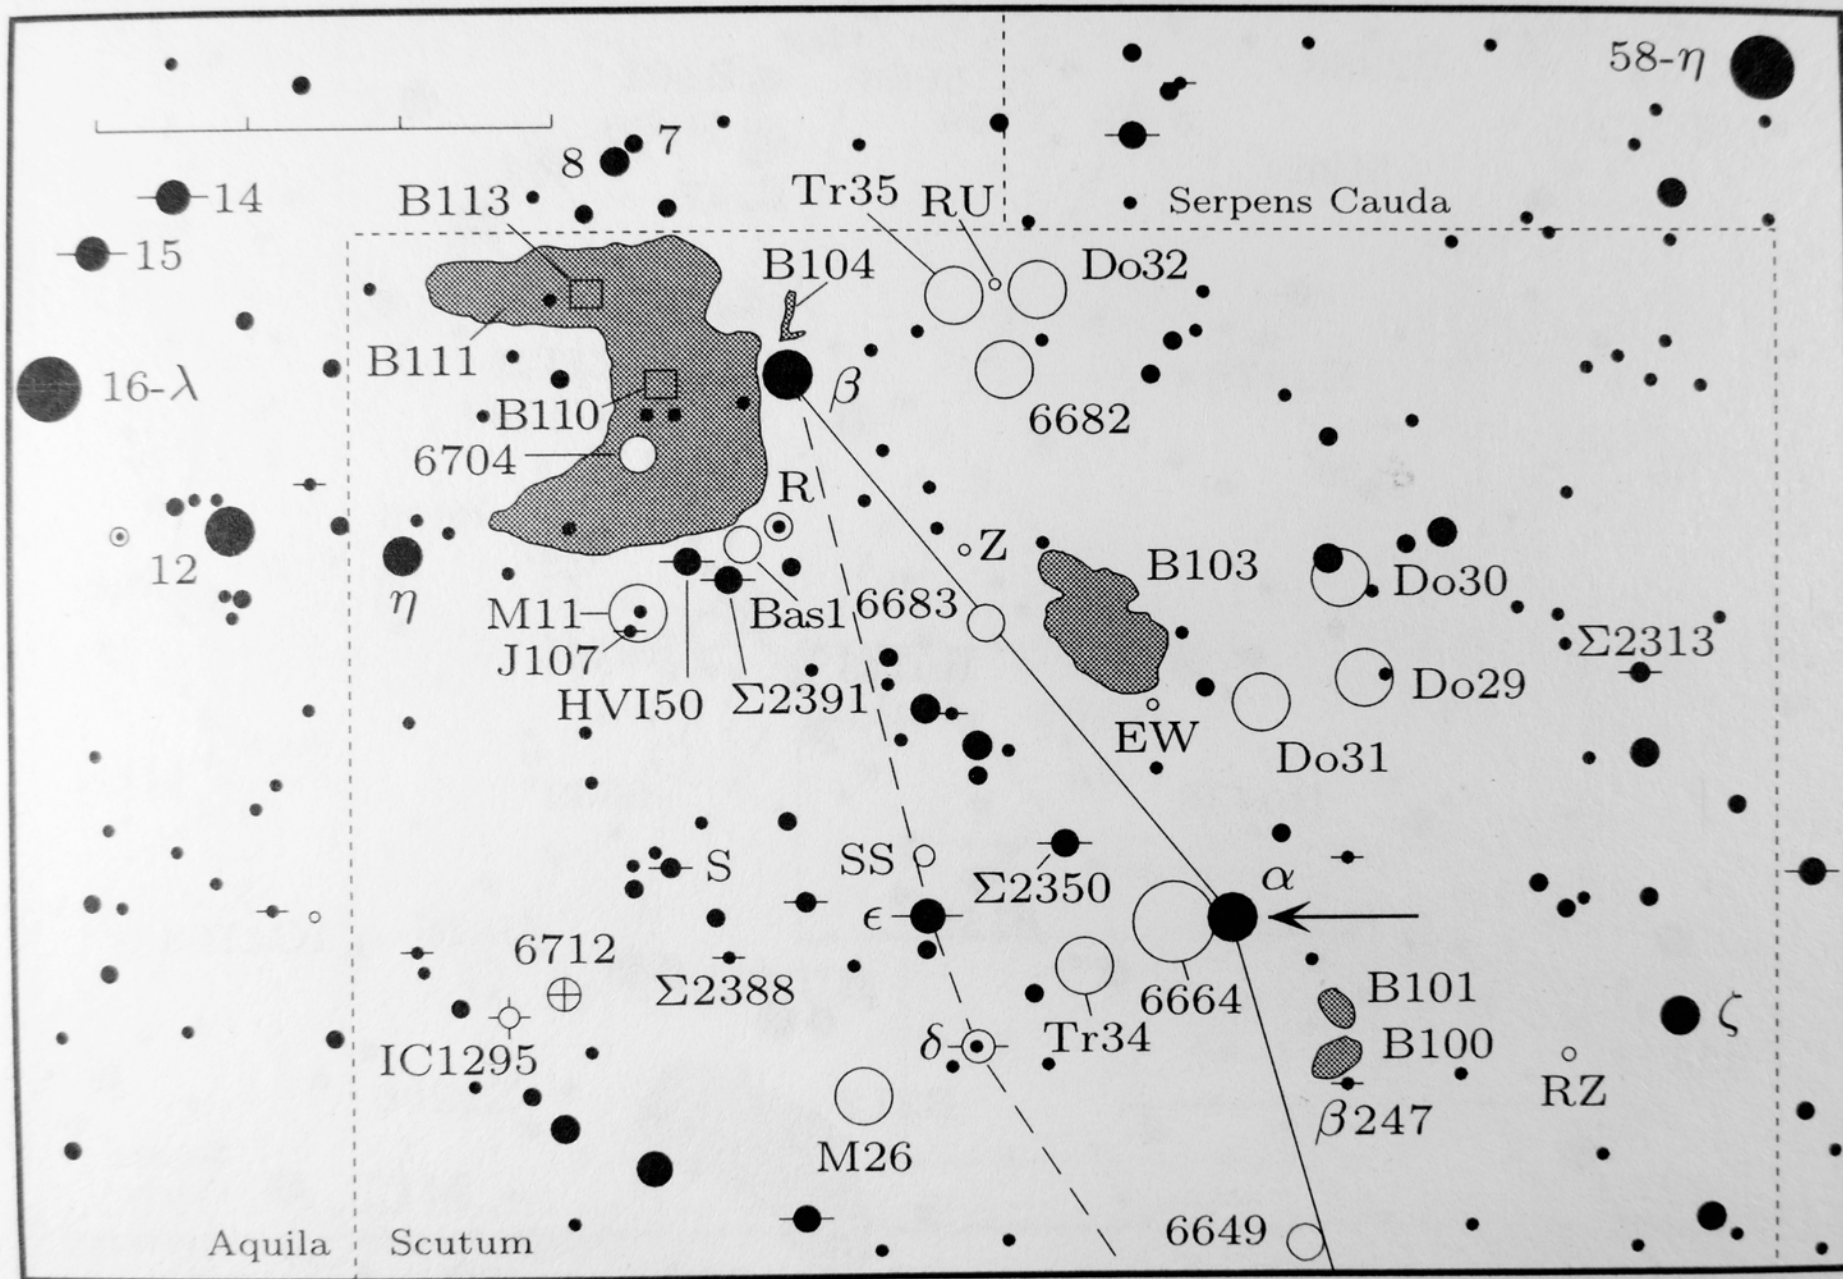 58-η
8
7
14
B113
Tr35
RU
Serpens Cauda
15
B104
Do32
B111
16-λ
β
B110
6682
6704
R
Z
12
B103
Do30
η
M11
Bas1
6683
Σ2313
J107
HVI50
Σ2391
Do29
EW
Do31
SS
S
Σ2350
α
ϵ
6712
Σ2388
6664
B101
ζ
IC1295
δ
Tr34
B100
RZ
β247
M26
Aquila
Scutum
6649